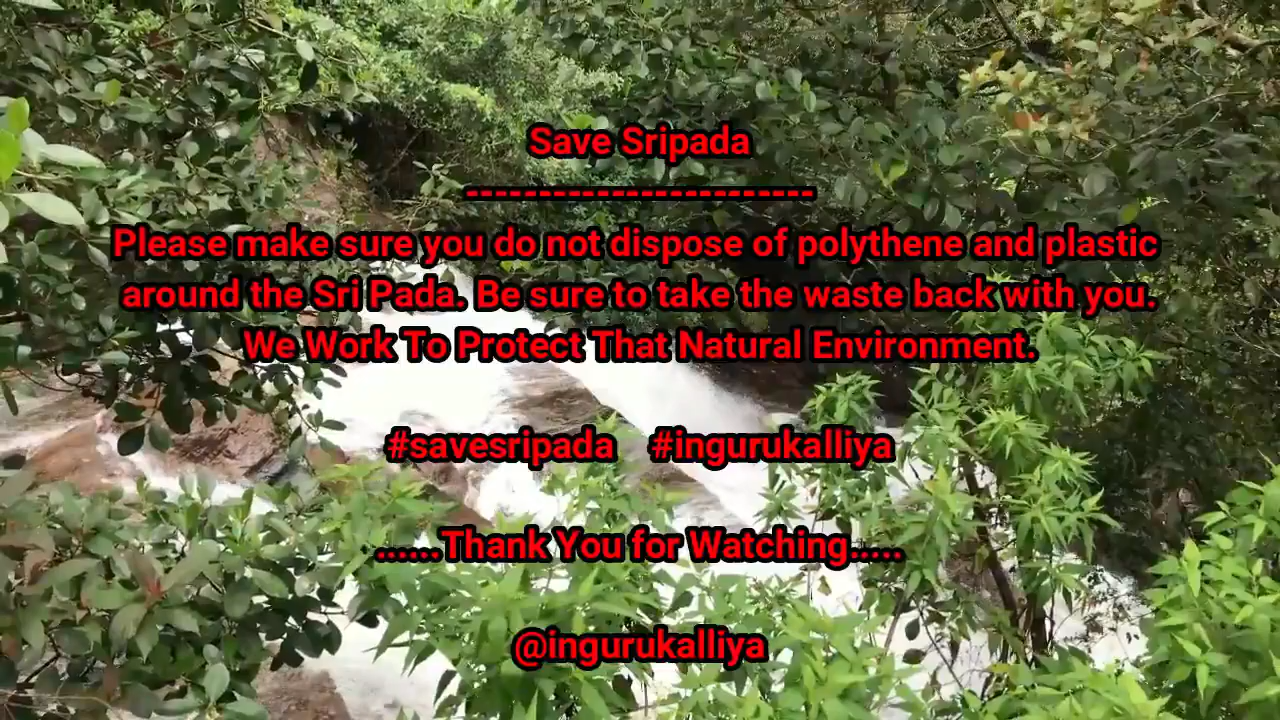 Save Sripada
------------------------
Please make sure you do not dispose of polythene and plastic
around the Sri Pada. Be sure to take the waste back with you.
We Work To Protect That Natural Environment.
#savesripada #ingurukalliya
......Thank You for Watching.....
@ingurukalliya